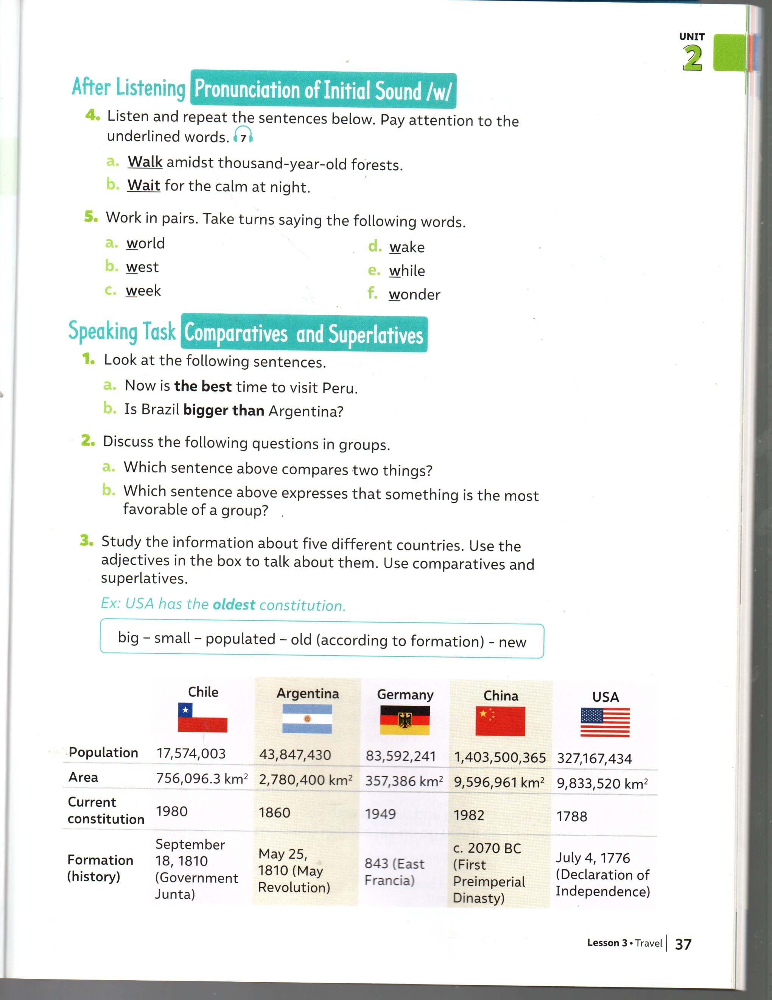 UNIT
2
After Listening Pronunciation of Initial Sound /w/
4. Listen and repeat the sentences below. Pay attention to the
underlined words. 7
a. Walk amidst thousand-year-old forests.
b. Wait for the calm at night.
5. Work in pairs. Take turns saying the following words.
a. world
b. west
c. week
d. wake
e. while
f. wonder
Speaking Task Comparatives and Superlatives
1. Look at the following sentences.
a. Now is the best time to visit Peru.
b. Is Brazil bigger than Argentina?
2. Discuss the following questions in groups.
a. Which sentence above compares two things?
b. Which sentence above expresses that something is the most
favorable of a group?
3. Study the information about five different countries. Use the
adjectives in the box to talk about them. Use comparatives and
superlatives.
Ex: USA has the oldest constitution.
big – small – populated – old (according to formation) - new
Chile Argentina Germany China USA
Population 17,574,003 43,847,430 83,592,241 1,403,500,365 327,167,434
Area 756,096.3 km² 2,780,400 km² 357,386 km² 9,596,961 km² 9,833,520 km²
Current
constitution
1980 1860 1949 1982 1788
Formation
(history)
September
18, 1810
(Government
Junta)
May 25,
1810 (May
Revolution)
843 (East
Francia)
c. 2070 BC
(First
Preimperial
Dinasty)
July 4, 1776
(Declaration of
Independence)
Lesson 3 • Travel 37